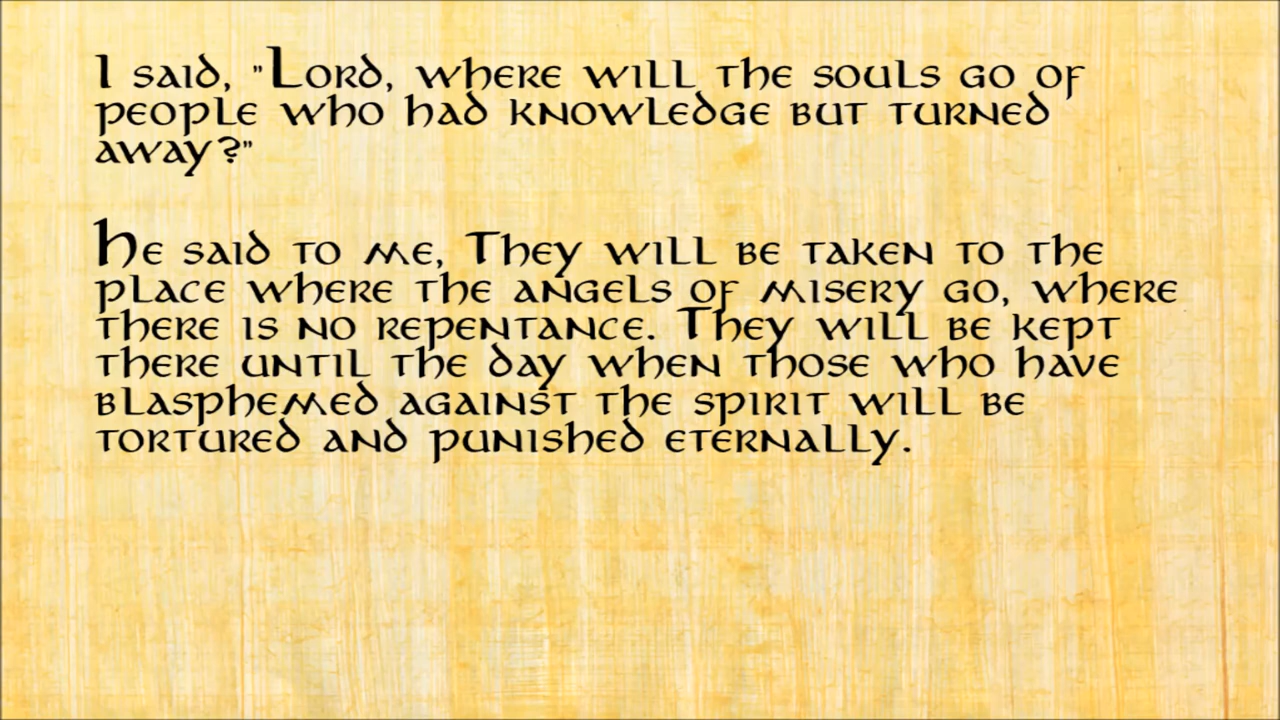 I said, "Lord, where will the souls go of
people who had knowledge but turned
away?"
He said to me, They will be taken to the
place where the angels of misery go, where
there is no repentance. They will be kept
there until the day when those who have
blasphemed against the spirit will be
tortured and punished eternally.